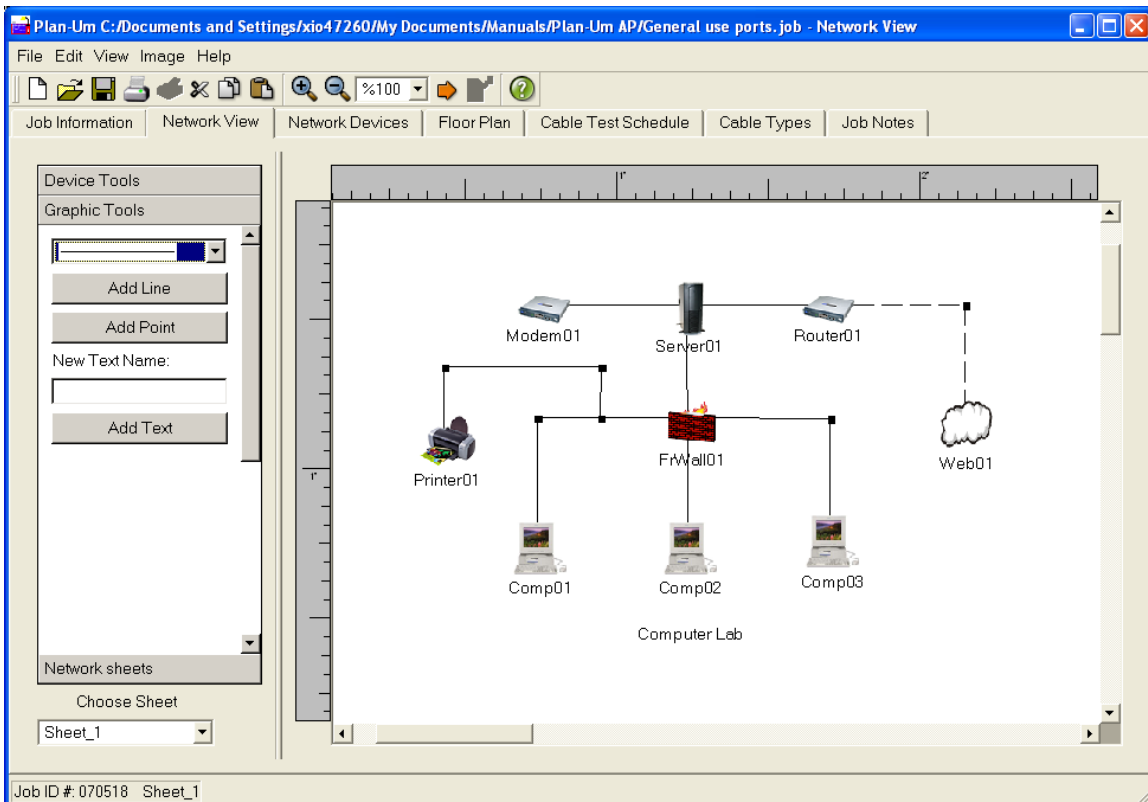 Plan-Um C:/Documents and Settings/xio47260/My Documents/Manuals/Plan-Um AP/General use ports.job - Network View
File Edit View Image Help
%100
Job Information Network View Network Devices Floor Plan Cable Test Schedule Cable Types Job Notes
Device Tools
Graphic Tools
Add Line
Add Point
New Text Name:
Add Text
Network sheets
Choose Sheet
Sheet_1
1"
2"
1"
Modem01
Server01
Router01
Printer01
FrWall01
Web01
Comp01
Comp02
Comp03
Computer Lab
Job ID #: 070518 Sheet_1